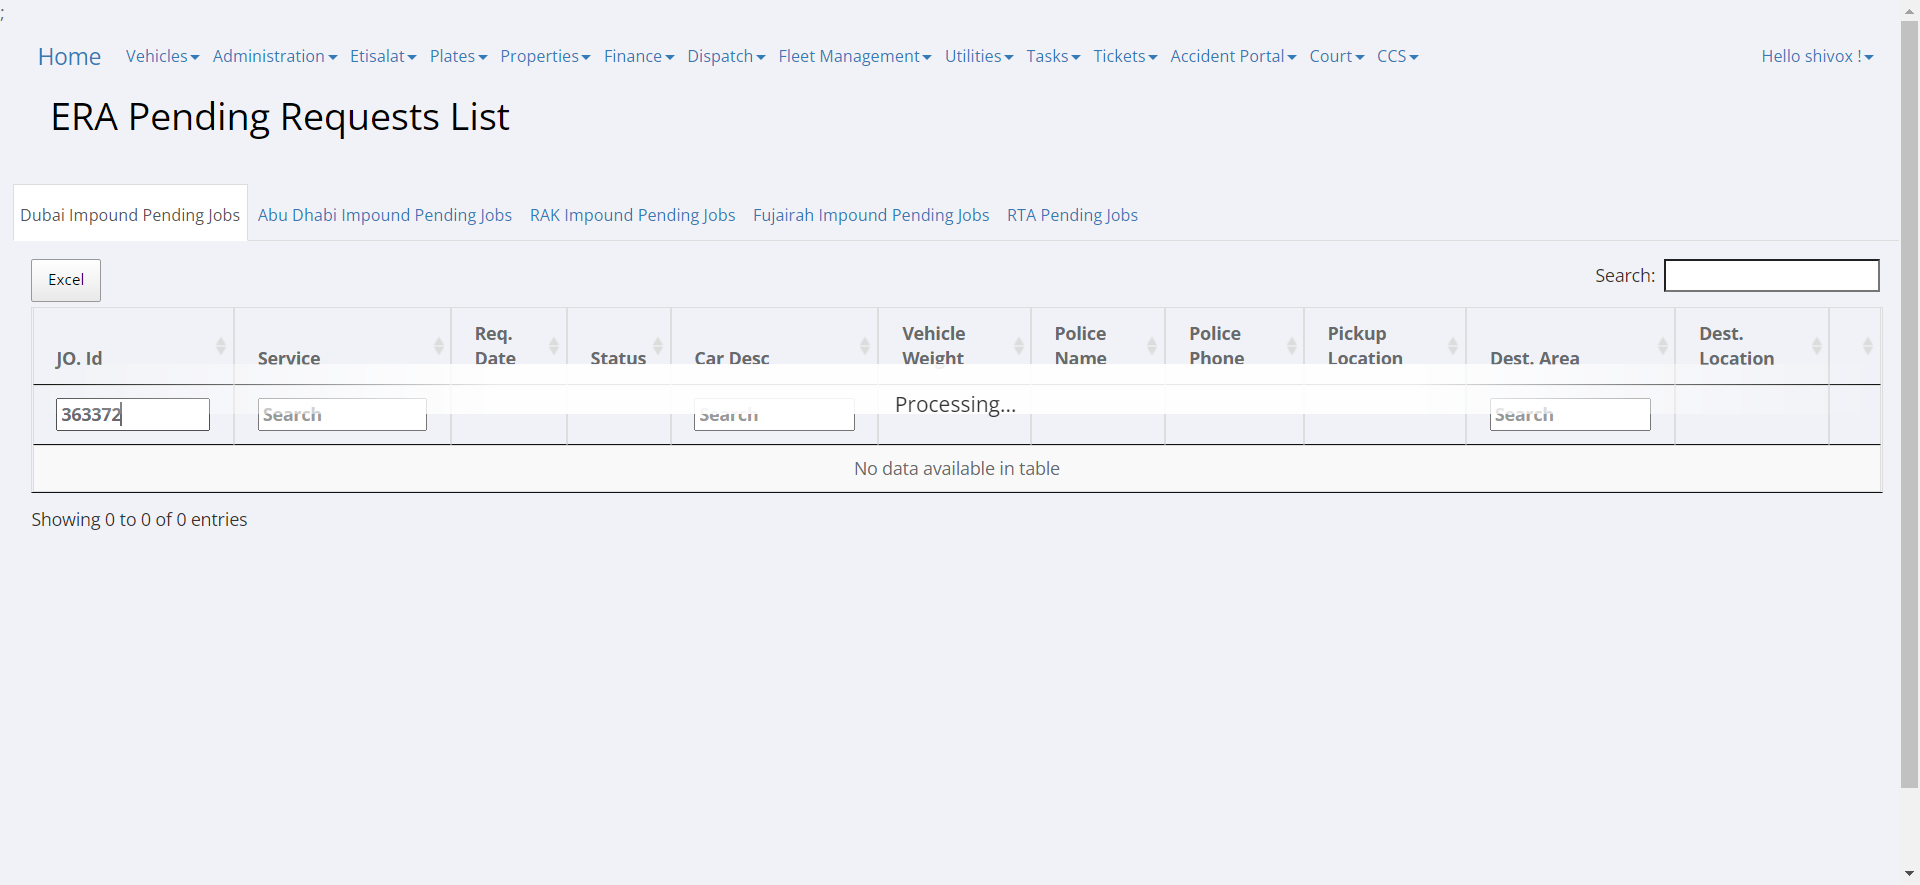 ;
Home Vehicles Administration Etisalat Plates Properties Finance Dispatch Fleet Management Utilities Tasks Tickets Accident Portal Court CCS Hello shivox !
ERA Pending Requests List
Dubai Impound Pending Jobs Abu Dhabi Impound Pending Jobs RAK Impound Pending Jobs Fujairah Impound Pending Jobs RTA Pending Jobs
Excel Search:
JO. Id Service Req. Date Status Car Desc Vehicle Weight Police Name Police Phone Pickup Location Dest. Area Dest. Location
Processing...
363372 Search Search Search
No data available in table
Showing 0 to 0 of 0 entries